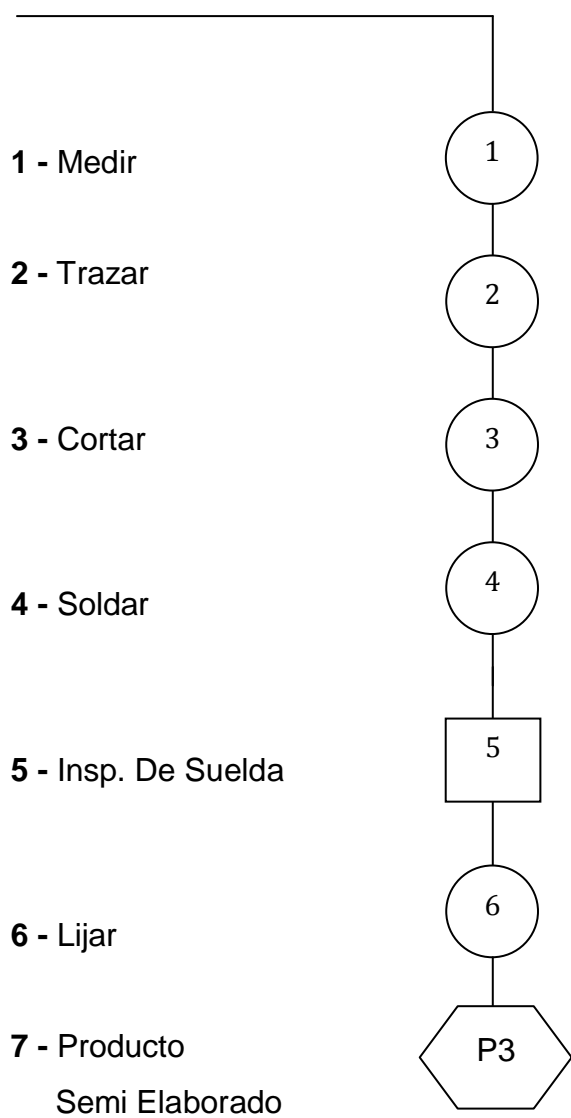 1
1 - Medir
2
2 - Trazar
3
3 - Cortar
4
4 - Soldar
5
5 - Insp. De Suelda
6
6 - Lijar
7 - Producto
P3
Semi Elaborado